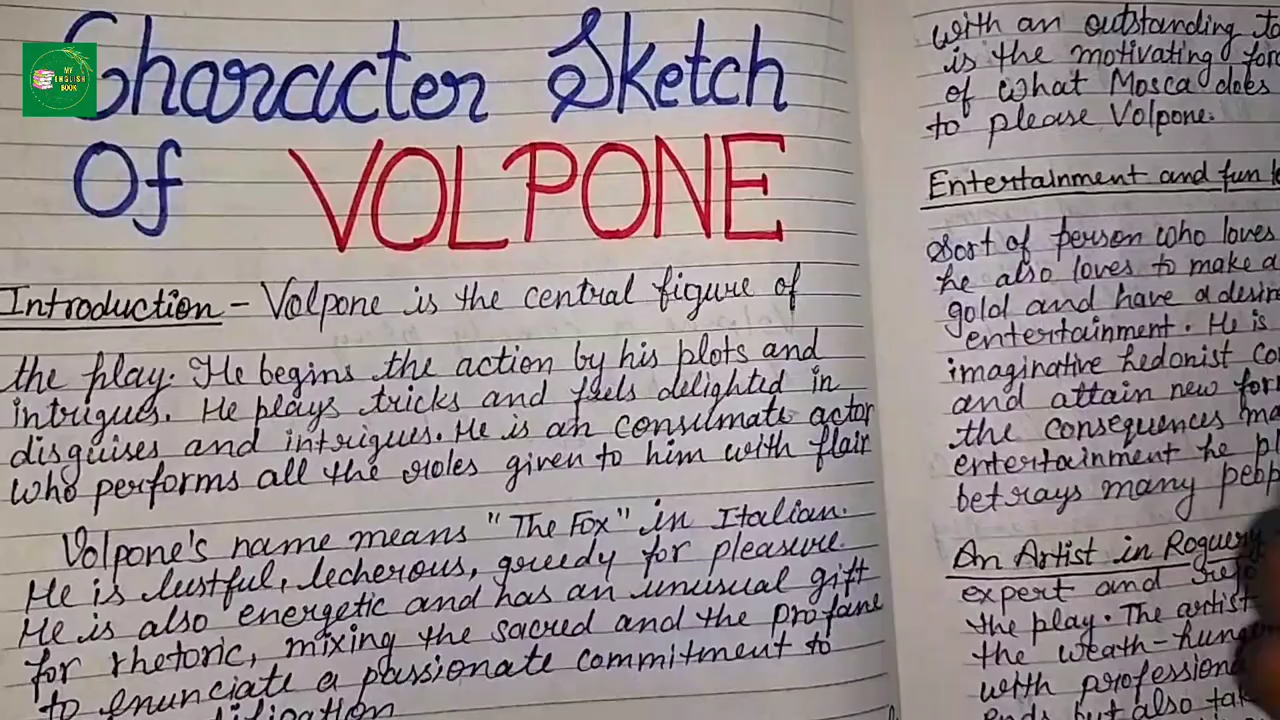 MY ENGLISH BOOK
Character Sketch
Of VOLPONE
Introduction - Volpone is the central figure of
the play. He begins the action by his plots and
intrigues. He plays tricks and feels delighted in
disguises and intrigues. He is an consumate actor
who performs all the roles given to him with flair
Volpone's name means "The Fox" in Italian.
He is lustful, lecherous, greedy for pleasure.
He is also energetic and has an unusual gift
for rhetoric, mixing the sacred and the profane
to enunciate a passionate commitment to
with an outstanding
is the motivating
of what Mosca does
to please Volpone.
Entertainment and fun
Sort of person who loves
he also loves to make a
gold and have a
entertainment. He is
imaginative hedonist
and attain new
the consequences
entertainment he
betrays many
An Artist in Roguery
expert and
the play. The artist
the weath-
with
ends but also